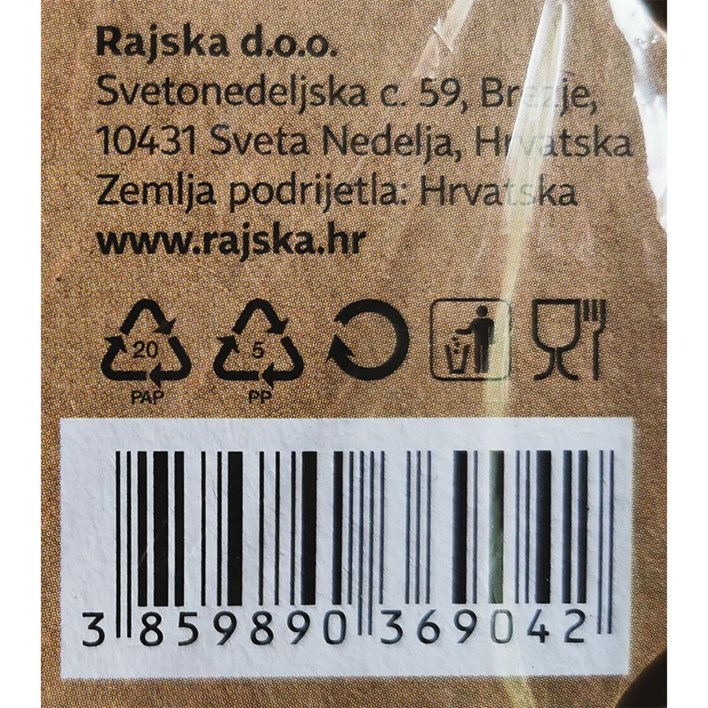 Rajska d.o.o.
Svetonedeljska c. 59, Brezje,
10431 Sveta Nedelja, Hrvatska
Zemlja podrijetla: Hrvatska
www.rajska.hr
20 5
PAP PP
3 859890 369042